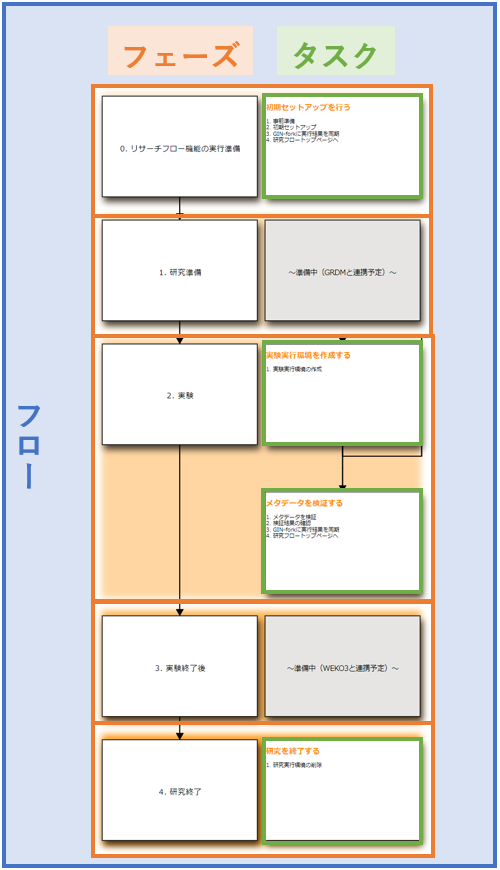 フェーズ
タスク
フロー
0. リサーチフロー機能の実行準備
初期セットアップを行う
1. 事前準備
2. 初期セットアップ
3. GIN-forkに実行結果を同期
4. 研究フロートップページへ
1. 研究準備
～準備中（GRDMと連携予定）～
2. 実験
実験実行環境を作成する
1. 実験実行環境の作成
メタデータを検証する
1. メタデータを検証
2. 検証結果の確認
3. GIN-forkに実行結果を同期
4. 研究フロートップページへ
3. 実験終了後
～準備中（WEKO3と連携予定）～
4. 研究終了
研究を終了する
1. 研究実行環境の削除